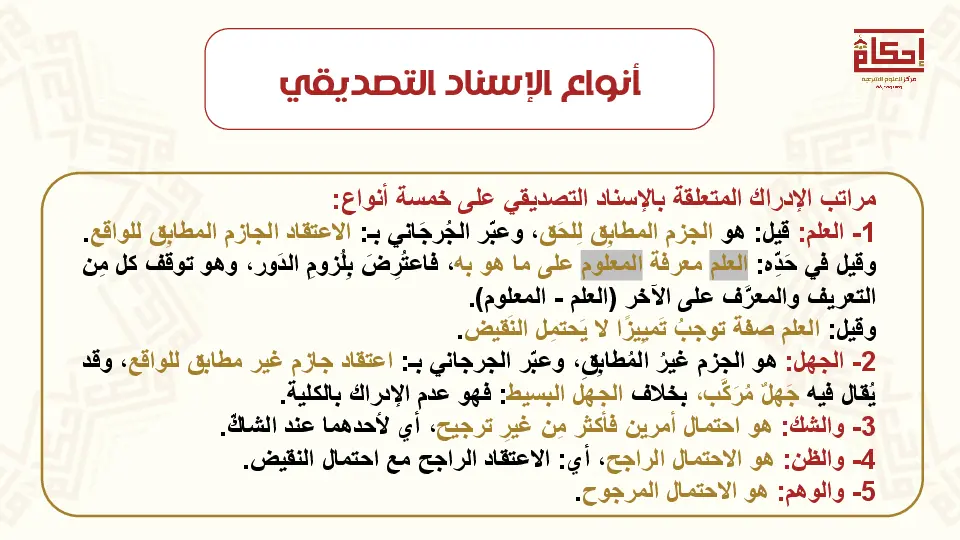 إحكام
مركز للعلوم الشرعية
أنواع الإسناد التصديقي
مراتب الإدراك المتعلقة بالإسناد التصديقي على خمسة أنواع:
1- العلم: قيل: هو الجزم المطابِق لِلحَق، وعبّر الجُرجَاني بـ: الاعتقاد الجازم المطابِق للواقع.
وقيل في حَدِّه: العلم معرفة المعلوم على ما هو به، فاعتُرِضَ بِلُزومِ الدَور، وهو توقف كل مِن
التعريف والمعرَّف على الآخر (العلم - المعلوم).
وقيل: العلم صفة توجبُ تَمييزًا لا يَحتمِل النَقيض.
2- الجهل: هو الجزم غيرُ المُطابِقِ، وعبّر الجرجاني بـ: اعتقاد جازم غير مطابق للواقع، وقد
يُقال فيه جَهلٌ مُرَكَّب، بخلاف الجهل البسيط: فهو عدم الإدراك بالكلية.
3- والشك: هو احتمال أمرين فأكثر مِن غيرِ ترجيح، أي لأحدهما عند الشاكّ.
4- والظن: هو الاحتمال الراجح، أي: الاعتقاد الراجح مع احتمال النقيض.
5- والوهم: هو الاحتمال المرجوح.